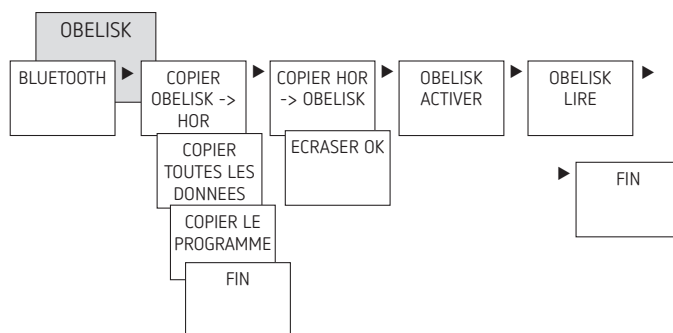 OBELISK
BLUETOOTH
COPIER
OBELISK ->
HOR
COPIER
TOUTES LES
DONNEES
COPIER LE
PROGRAMME
FIN
COPIER HOR
-> OBELISK
ECRASER OK
OBELISK
ACTIVER
OBELISK
LIRE
FIN